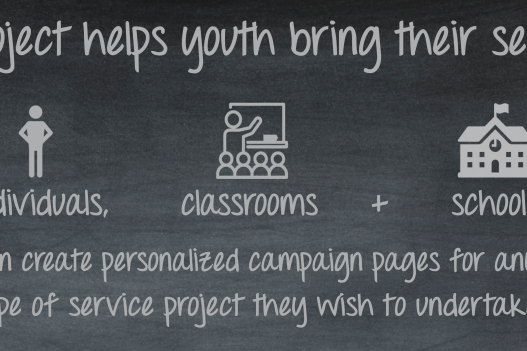 oject helps youth bring their se
dividuals, classrooms + school
n create personalized campaign pages for an
pe of service project they wish to undertak